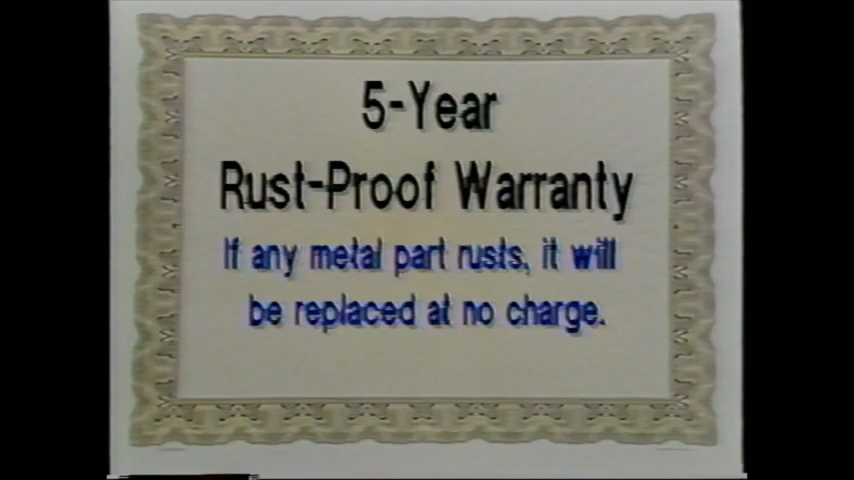 5-Year
Rust-Proof Warranty
If any metal part rusts, it will
be replaced at no charge.